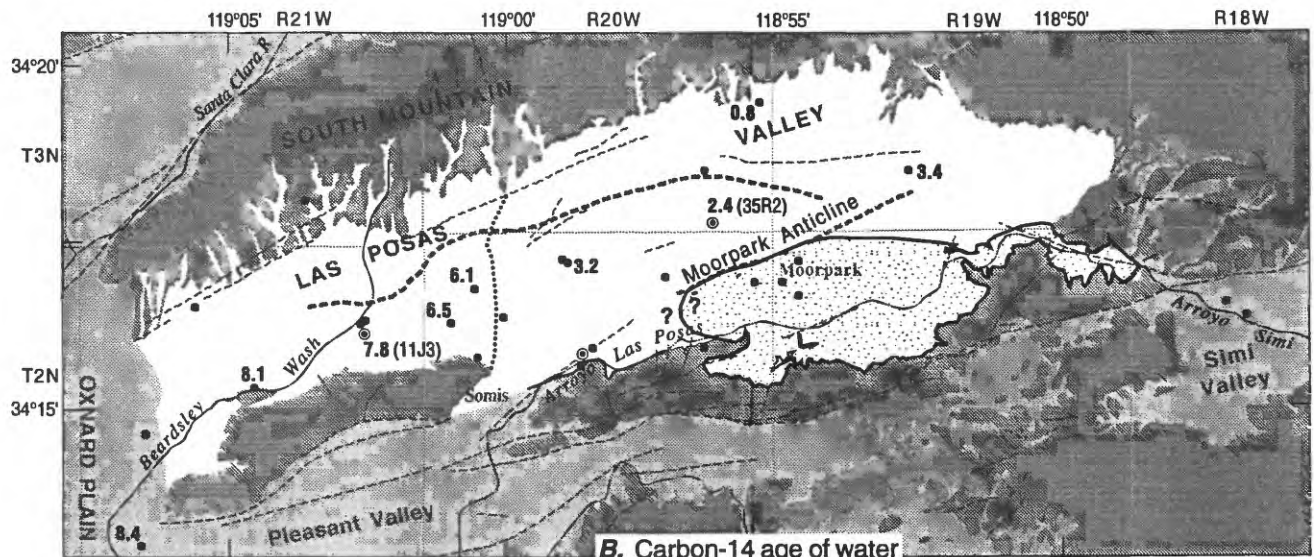 119°05' R21W 119°00' R20W 118°55' R19W 118°50' R18W
34°20'
Santa Clara R
SOUTH MOUNTAIN
0.8
VALLEY
T3N
3.4
2.4 (35R2)
Moorpark Anticline
LAS POSAS
6.1
3.2
Moorpark
6.5
? ?
7.8 (11J3)
Arroyo Simi
Arroyo Las Posas
Simi Valley
8.1
Beardsley Wash
Somis
T2N
34°15'
OXNARD PLAIN
Pleasant Valley
8.4
B. Carbon-14 age of water